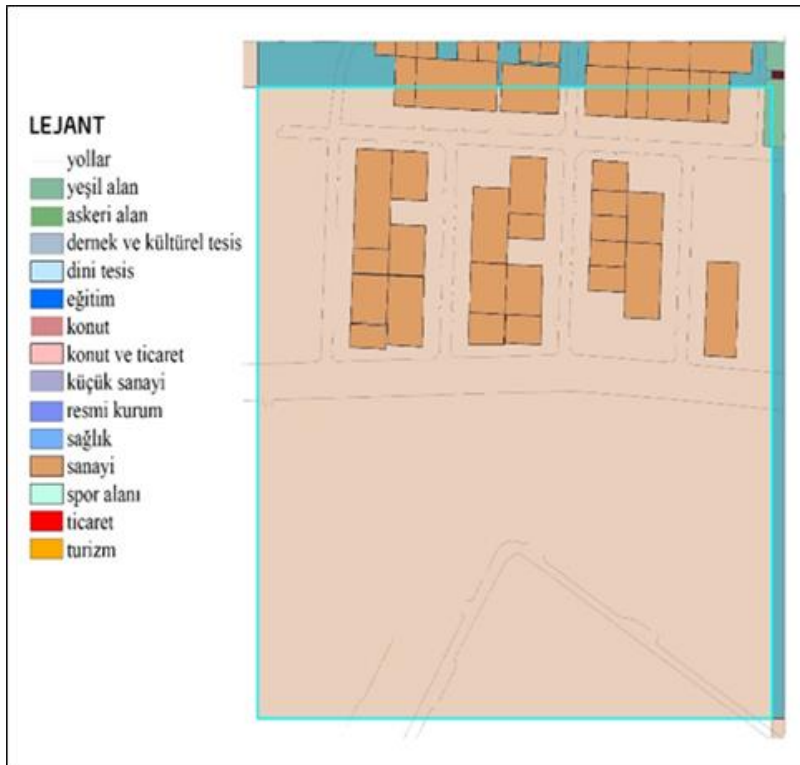 LEJANT
yollar
yeşil alan
askeri alan
dernek ve kültürel tesis
dini tesis
eğitim
konut
konut ve ticaret
küçük sanayi
resmi kurum
sağlık
sanayi
spor alanı
ticaret
turizm